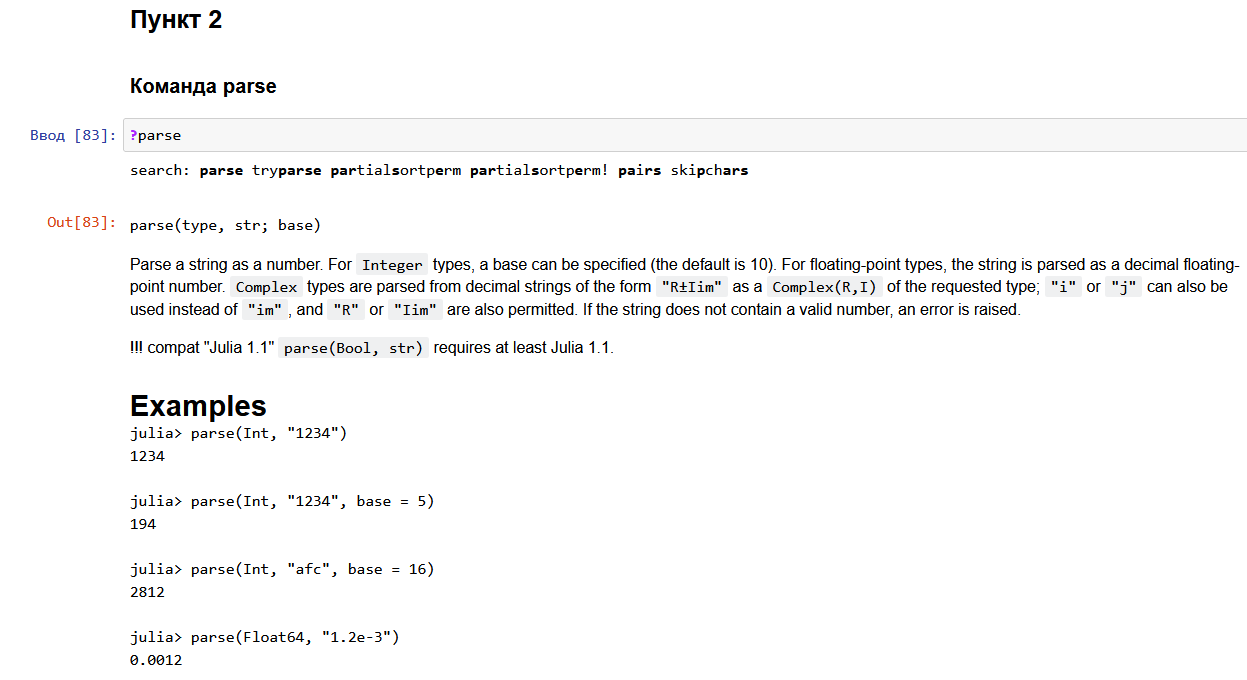 Пункт 2
Команда parse
Ввод [83]: ?parse
search: parse tryparse partialsortperm partialsortperm! pairs skipchars
Out[83]: parse(type, str; base)
Parse a string as a number. For Integer types, a base can be specified (the default is 10). For floating-point types, the string is parsed as a decimal floating-
point number. Complex types are parsed from decimal strings of the form "R±Iim" as a Complex(R,I) of the requested type; "i" or "j" can also be
used instead of "im" , and "R" or "Iim" are also permitted. If the string does not contain a valid number, an error is raised.
!!! compat "Julia 1.1" parse(Bool, str) requires at least Julia 1.1.
Examples
julia> parse(Int, "1234")
1234
julia> parse(Int, "1234", base = 5)
194
julia> parse(Int, "afc", base = 16)
2812
julia> parse(Float64, "1.2e-3")
0.0012